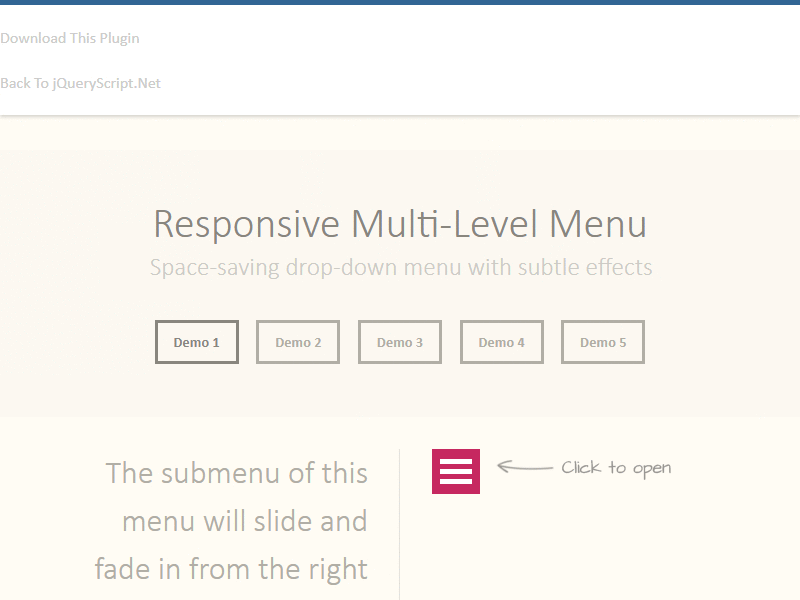 Download This Plugin
Back To jQueryScript.Net
Responsive Multi-Level Menu
Space-saving drop-down menu with subtle effects
Demo 1 Demo 2 Demo 3 Demo 4 Demo 5
The submenu of this
menu will slide and
fade in from the right
Click to open